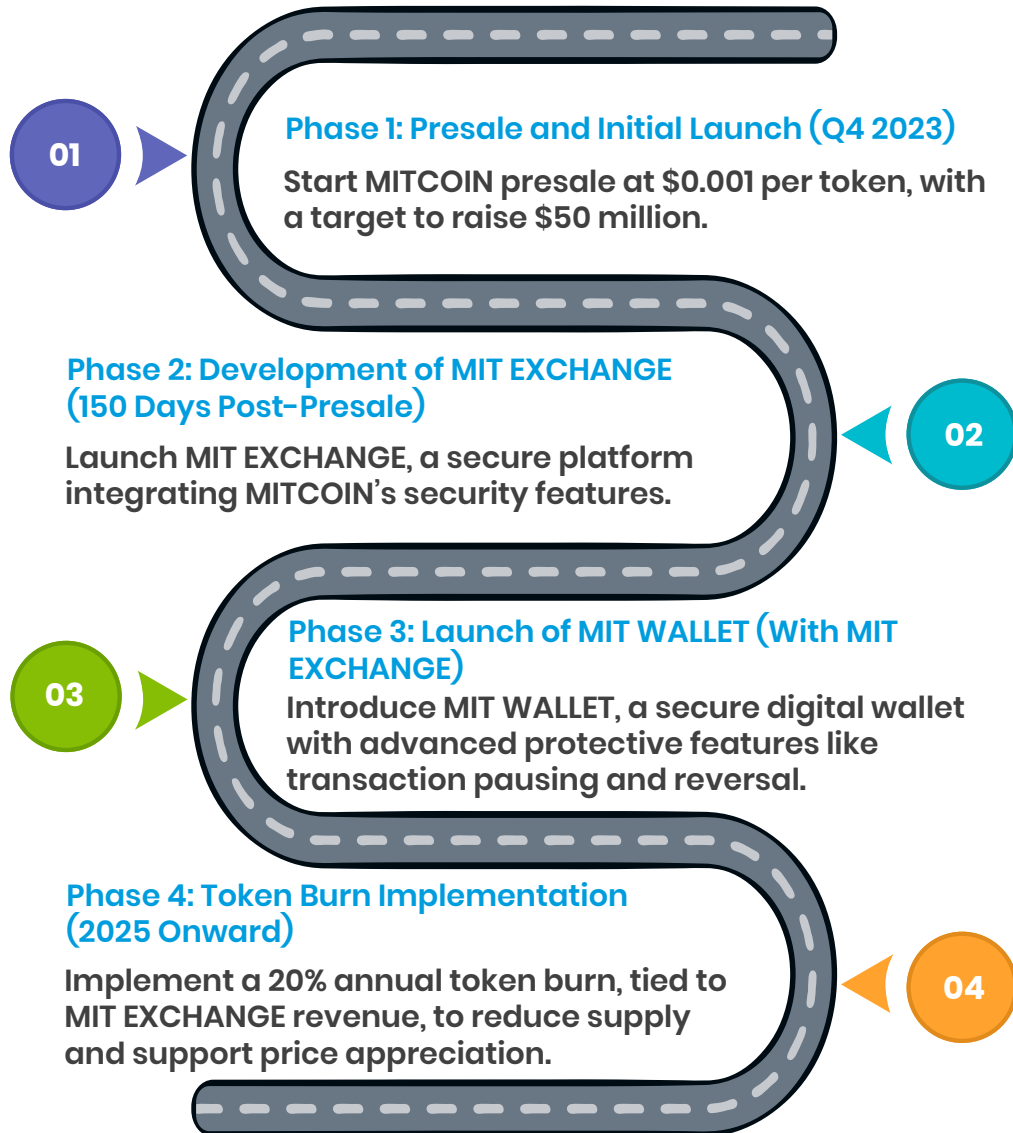 01
Phase 1: Presale and Initial Launch (Q4 2023)
Start MITCOIN presale at $0.001 per token, with
a target to raise $50 million.
Phase 2: Development of MIT EXCHANGE
(150 Days Post-Presale)
Launch MIT EXCHANGE, a secure platform
integrating MITCOIN’s security features.
02
03
Phase 3: Launch of MIT WALLET (With MIT
EXCHANGE)
Introduce MIT WALLET, a secure digital wallet
with advanced protective features like
transaction pausing and reversal.
Phase 4: Token Burn Implementation
(2025 Onward)
Implement a 20% annual token burn, tied to
MIT EXCHANGE revenue, to reduce supply
and support price appreciation.
04